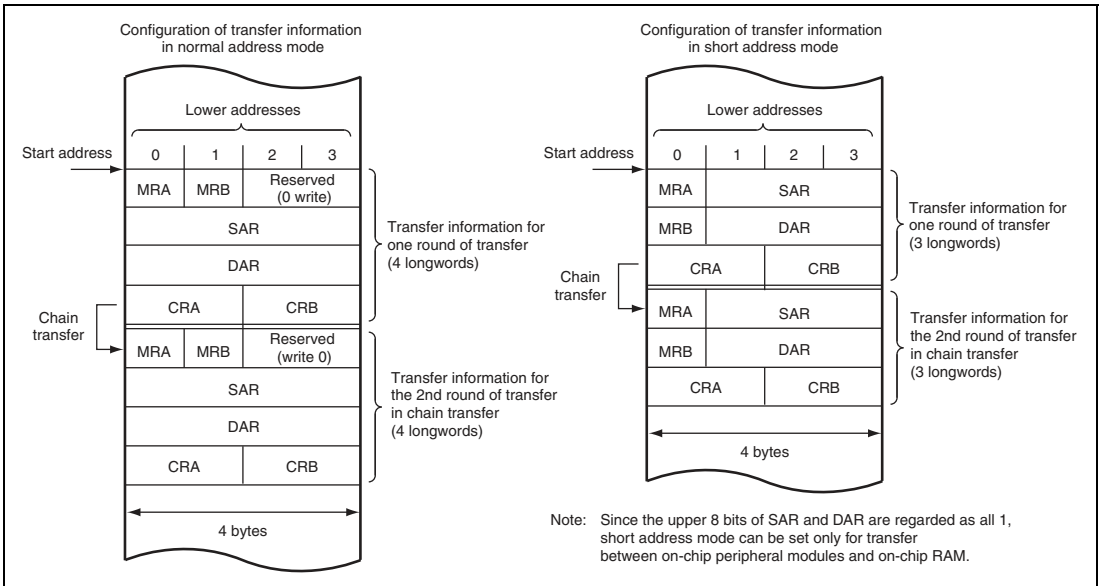 Configuration of transfer information
in normal address mode
Lower addresses
Start address
0 1 2 3
MRA MRB Reserved
(0 write)
SAR
DAR
CRA CRB
Transfer information for
one round of transfer
(4 longwords)
Chain
transfer
MRA MRB Reserved
(write 0)
SAR
DAR
CRA CRB
Transfer information for
the 2nd round of transfer
in chain transfer
(4 longwords)
4 bytes
Configuration of transfer information
in short address mode
Lower addresses
Start address
0 1 2 3
MRA SAR
MRB DAR
CRA CRB
Transfer information for
one round of transfer
(3 longwords)
Chain
transfer
MRA SAR
MRB DAR
CRA CRB
Transfer information for
the 2nd round of transfer
in chain transfer
(3 longwords)
4 bytes
Note: Since the upper 8 bits of SAR and DAR are regarded as all 1,
short address mode can be set only for transfer
between on-chip peripheral modules and on-chip RAM.